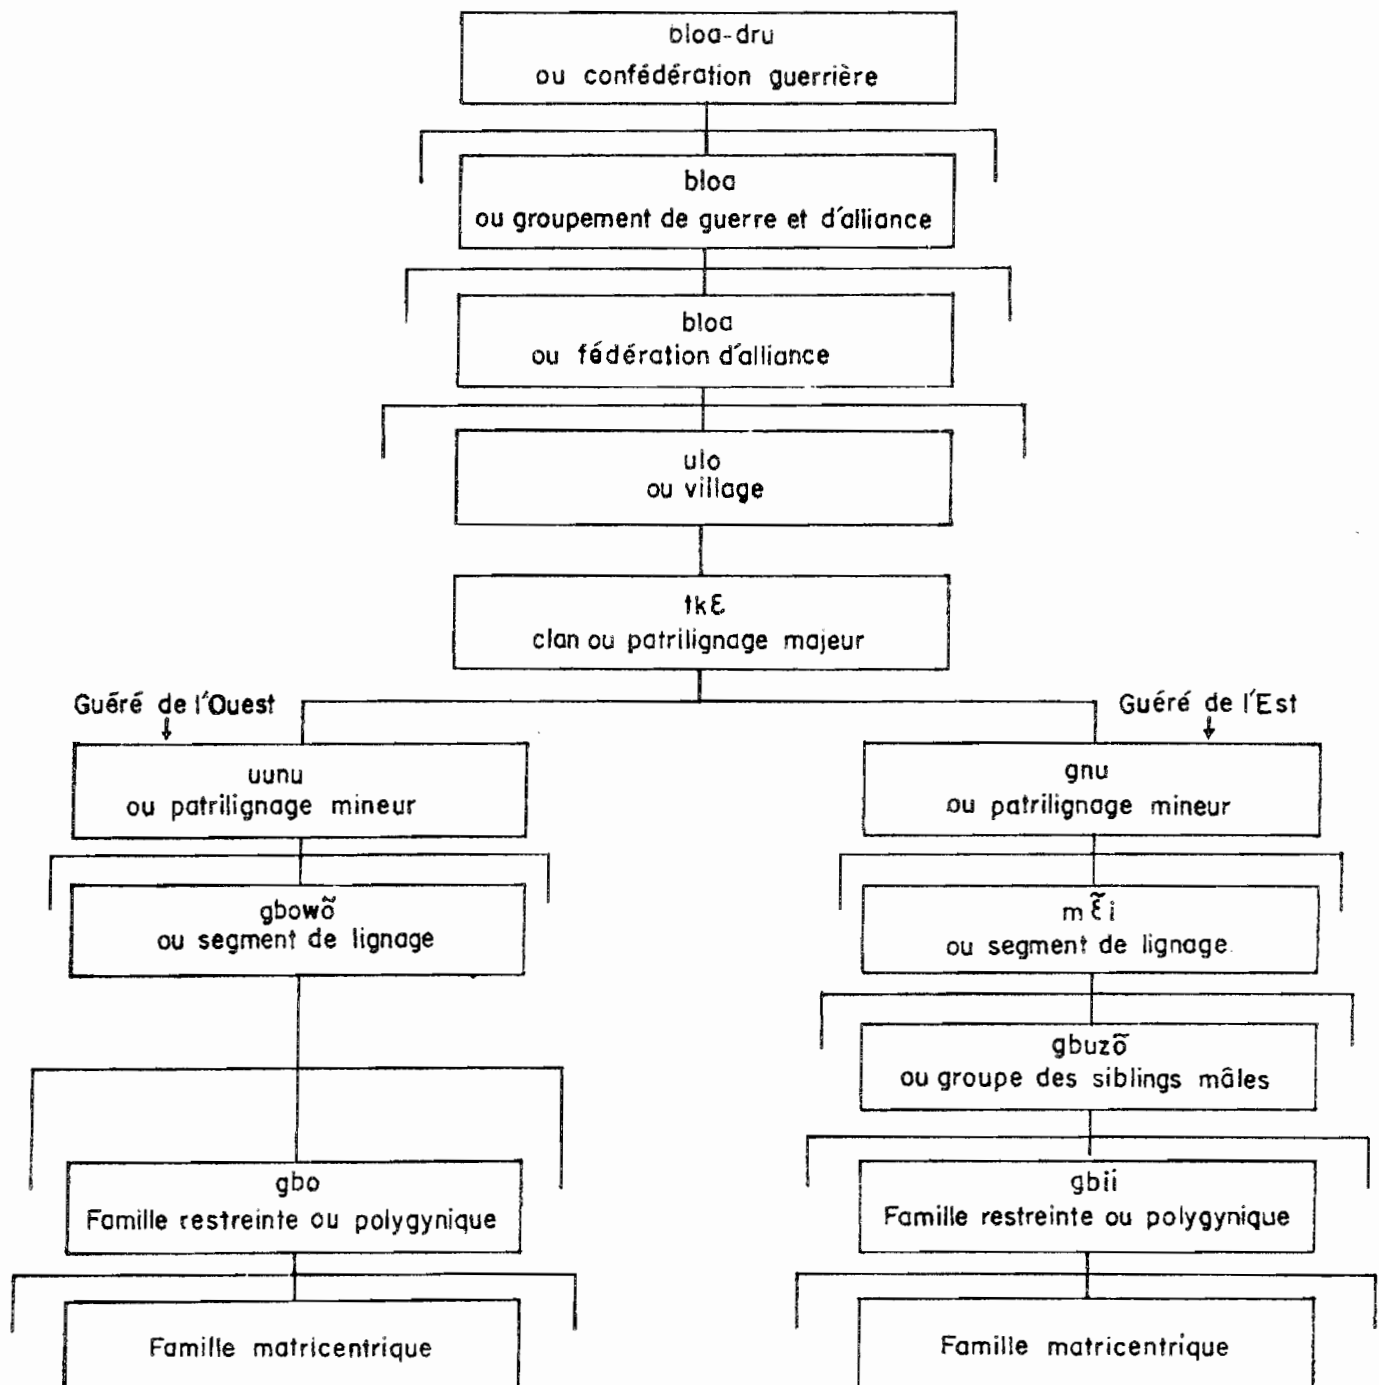 bloa-dru
ou confédération guerrière
bloa
ou groupement de guerre et d'alliance
bloa
ou fédération d'alliance
ulo
ou village
tkɛ
clan ou patrilignage majeur
Guéré de l'Ouest
uunu
ou patrilignage mineur
gbowõ
ou segment de lignage
gbo
Famille restreinte ou polygynique
Famille matricentrique
Guéré de l'Est
gnu
ou patrilignage mineur
mɛ̃i
ou segment de lignage
gbuzõ
ou groupe des siblings mâles
gbii
Famille restreinte ou polygynique
Famille matricentrique